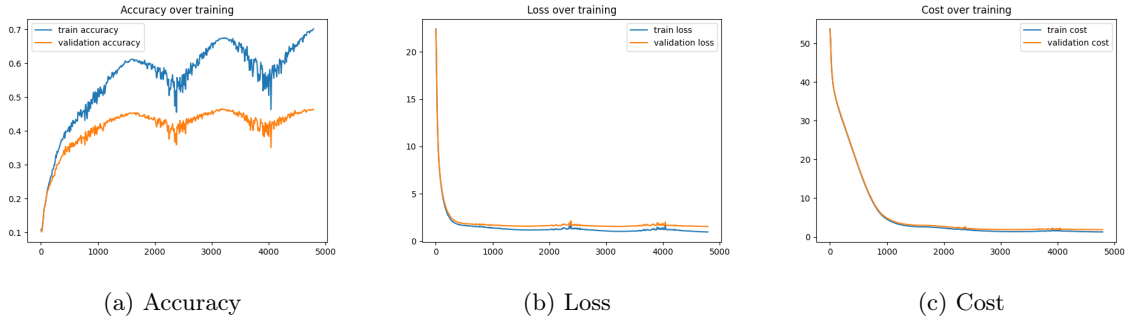 Accuracy over training
train accuracy
validation accuracy
0.7
0.6
0.5
0.4
0.3
0.2
0.1
0 1000 2000 3000 4000 5000
(a) Accuracy
Loss over training
train loss
validation loss
20
15
10
5
0
0 1000 2000 3000 4000 5000
(b) Loss
Cost over training
train cost
validation cost
50
40
30
20
10
0
0 1000 2000 3000 4000 5000
(c) Cost